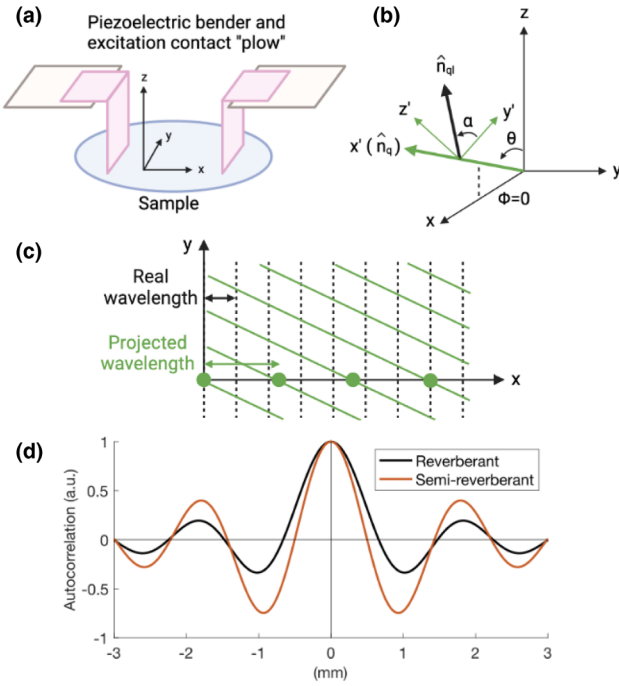 (a)
Piezoelectric bender and
excitation contact "plow"
z
y
x
Sample
(b)
z
n̂ql
z'
α
y'
θ
x' (n̂q)
y
Φ=0
x
(c)
y
Real
wavelength
Projected
wavelength
x
(d)
Autocorrelation (a.u.)
1
0.5
0
-0.5
-1
Reverberant
Semi-reverberant
-3
-2
-1
0
1
2
3
(mm)